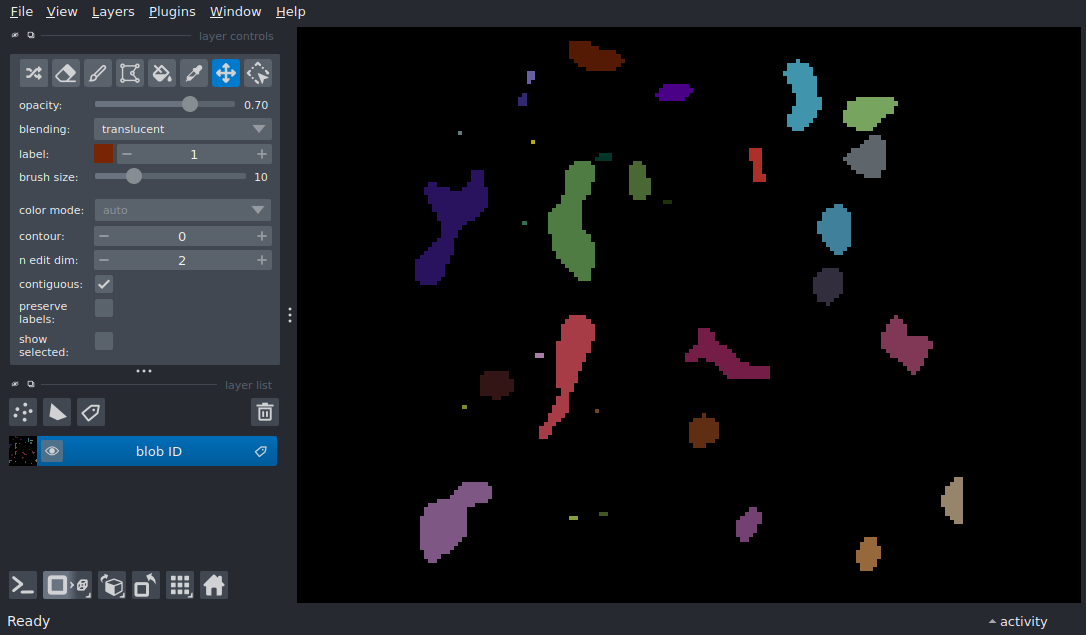 File View Layers Plugins Window Help
layer controls
opacity: 0.70
blending: translucent
label: 1
brush size: 10
color mode: auto
contour: 0
n edit dim: 2
contiguous:
preserve
labels:
show
selected:
layer list
blob ID
Ready activity